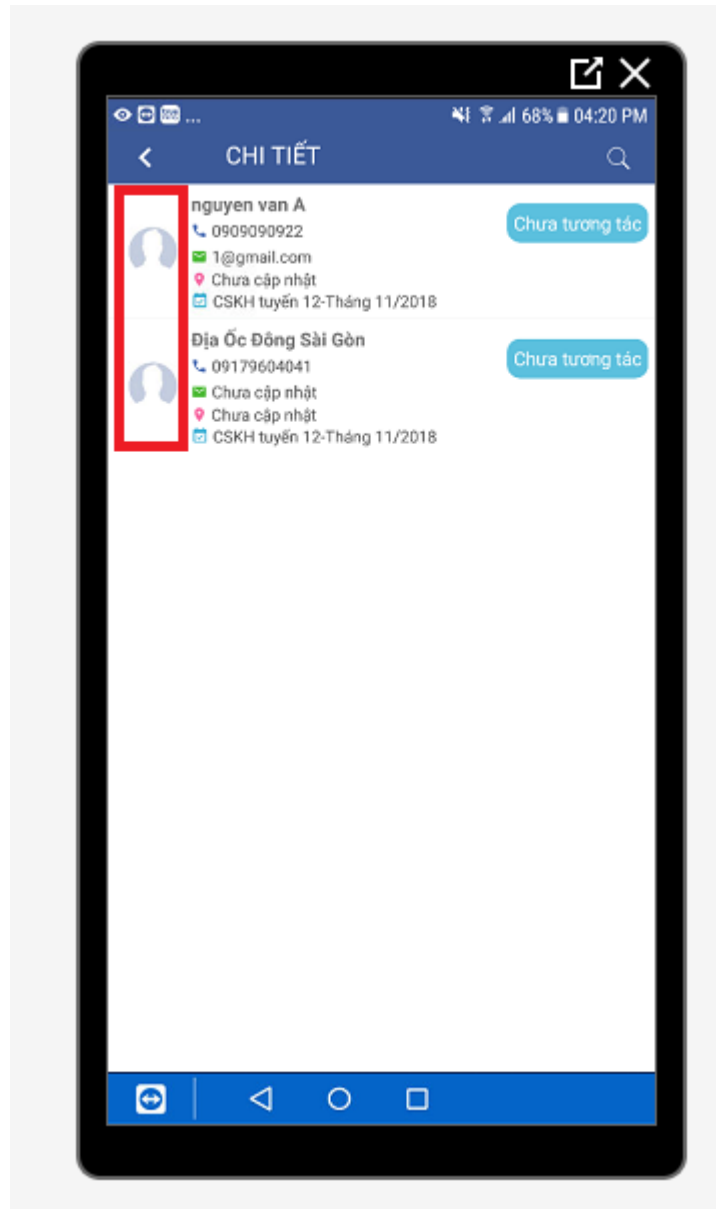 ... 68% 04:20 PM
CHI TIẾT
nguyen van A
0909090922
Chưa tương tác
1@gmail.com
Chưa cập nhật
CSKH tuyến 12-Tháng 11/2018
Địa Ốc Đông Sài Gòn
09179604041
Chưa tương tác
Chưa cập nhật
Chưa cập nhật
CSKH tuyến 12-Tháng 11/2018